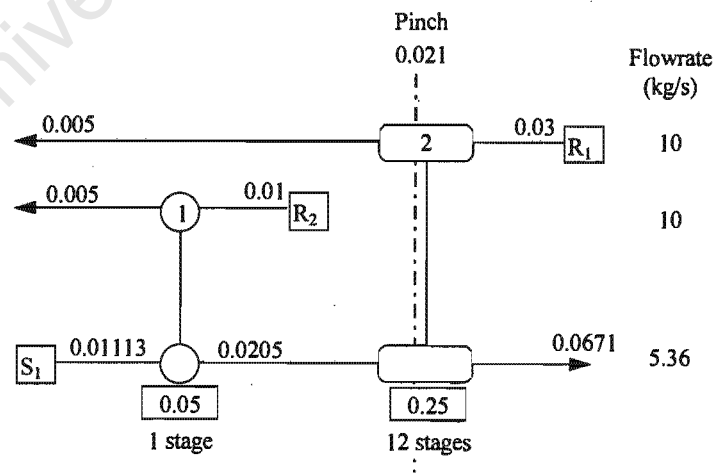 nive
Pinch
0.021
Flowrate
(kg/s)
0.005
2
0.03
R₁
10
0.005
1
0.01
R₂
10
S₁
0.01113
0.0205
0.0671
5.36
0.05
0.25
1 stage
12 stages